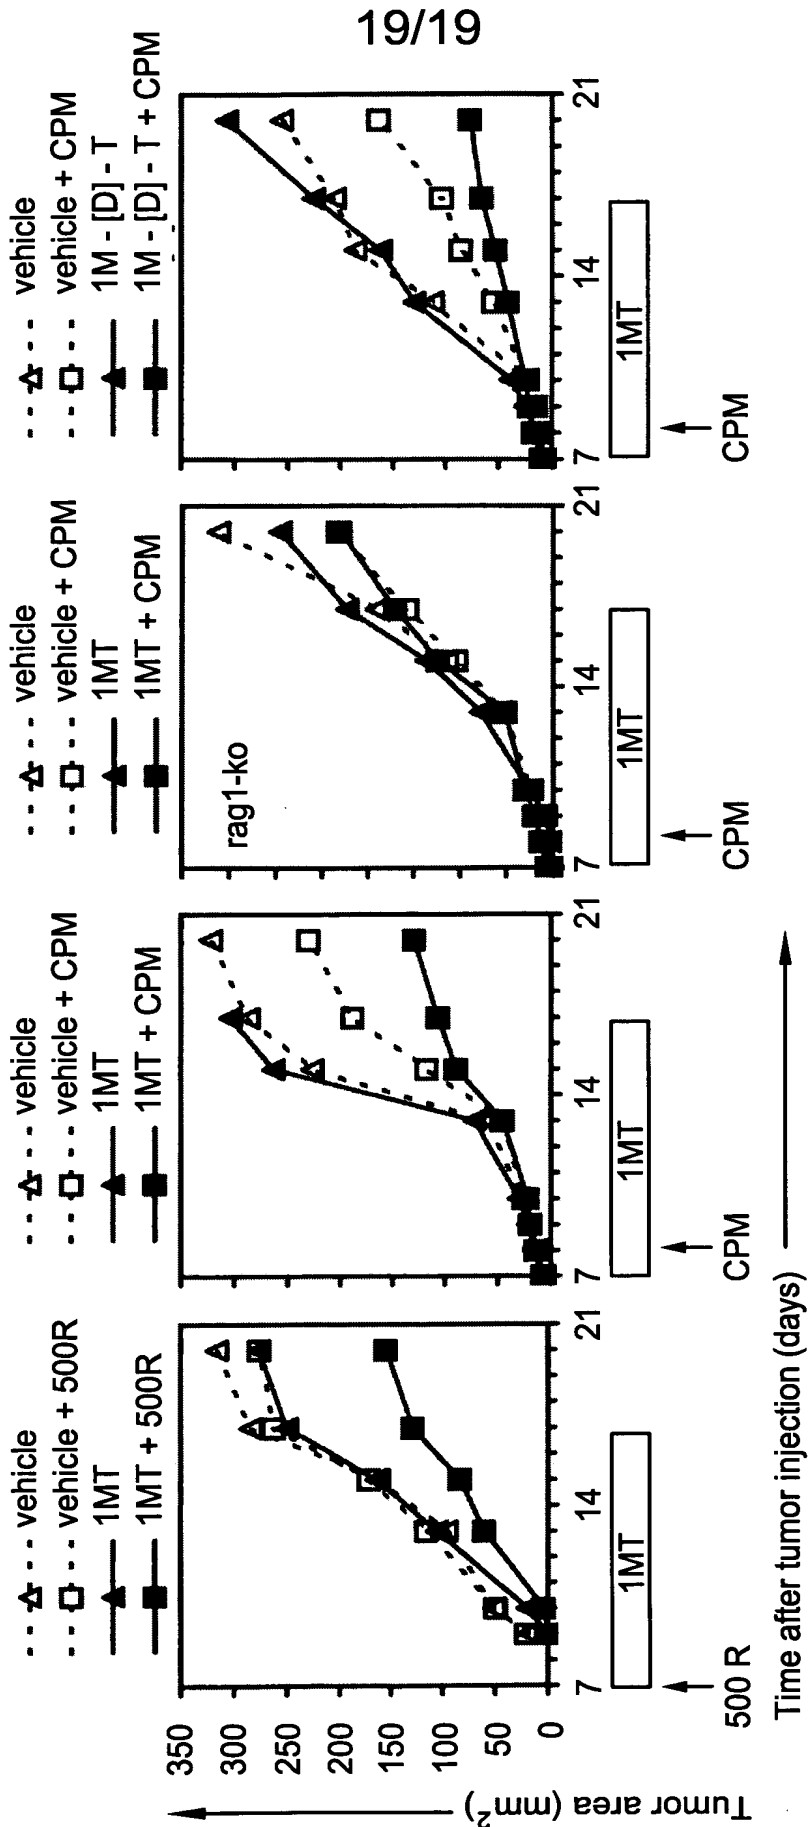 19/19
vehicle
vehicle + 500R
1MT
1MT + 500R
vehicle
vehicle + CPM
1MT
1MT + CPM
vehicle
vehicle + CPM
1MT
1MT + CPM
vehicle
vehicle + CPM
1M - [D] - T
1M - [D] - T + CPM
Tumor area (mm²)
350
300
250
200
150
100
50
0
rag1-ko
7 14 21
7 14 21
7 14 21
7 14 21
1MT
1MT
1MT
1MT
500 R
CPM
CPM
CPM
Time after tumor injection (days)